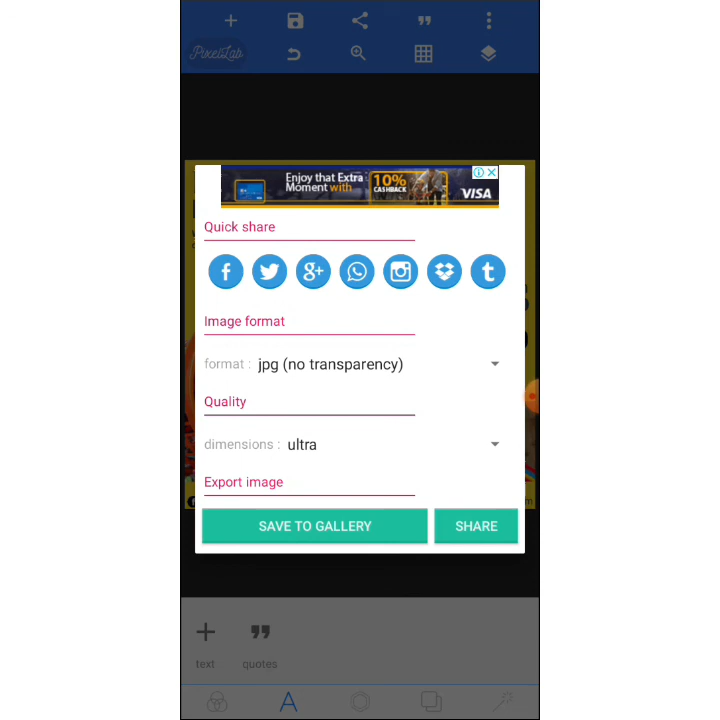 PixelLab
Enjoy that Extra
Moment with
10%
CASHBACK
VISA
Quick share
Image format
format : jpg (no transparency)
Quality
dimensions : ultra
Export image
SAVE TO GALLERY
SHARE
text
quotes